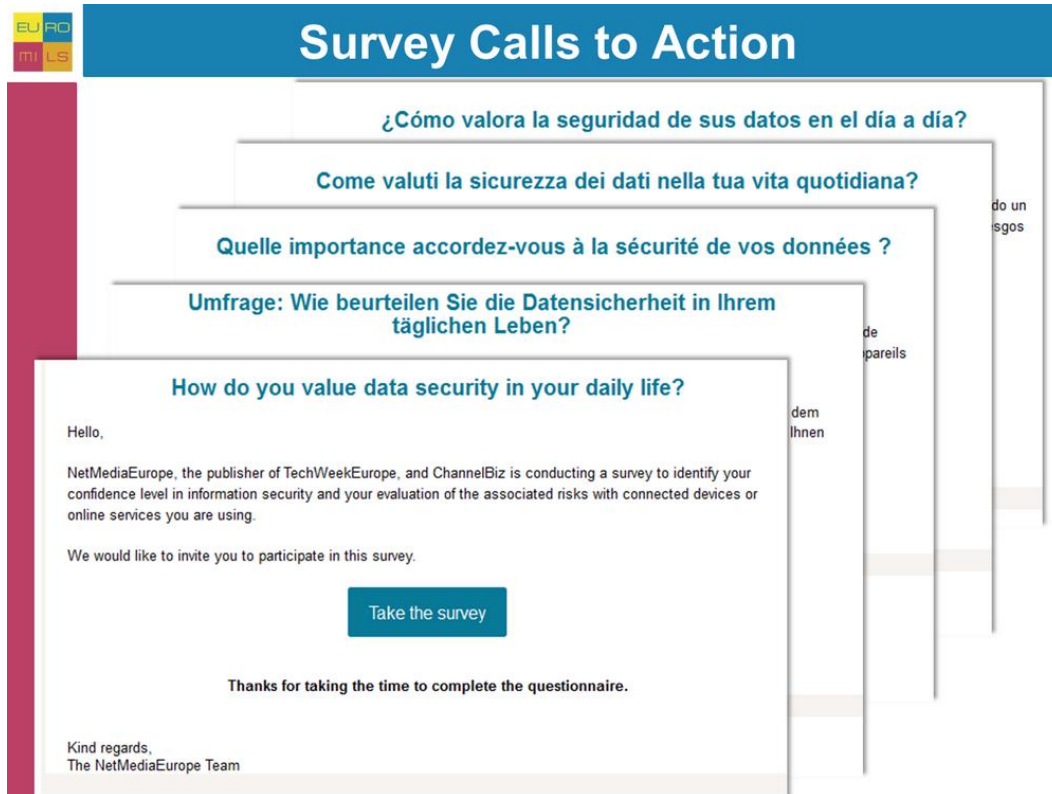 EU RO
MI LS
Survey Calls to Action
¿Cómo valora la seguridad de sus datos en el día a día?
do un
sgos
Come valuti la sicurezza dei dati nella tua vita quotidiana?
Quelle importance accordez-vous à la sécurité de vos données ?
de
pareils
Umfrage: Wie beurteilen Sie die Datensicherheit in Ihrem
täglichen Leben?
dem
Ihnen
How do you value data security in your daily life?
Hello,
NetMediaEurope, the publisher of TechWeekEurope, and ChannelBiz is conducting a survey to identify your
confidence level in information security and your evaluation of the associated risks with connected devices or
online services you are using.
We would like to invite you to participate in this survey.
Take the survey
Thanks for taking the time to complete the questionnaire.
Kind regards,
The NetMediaEurope Team